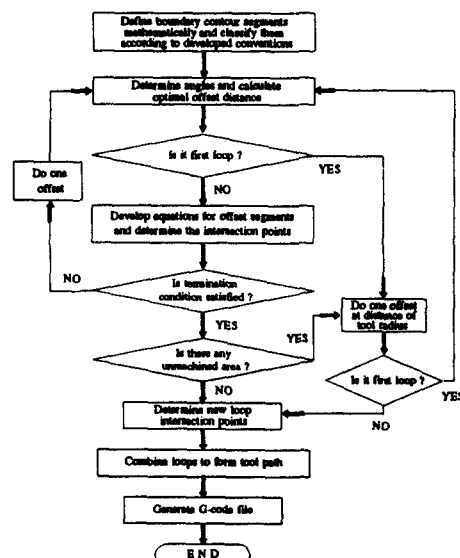 Define boundary contour segments
mathematically and classify them
according to developed conventions
Determine angles and calculate
optimal offset distance
Is it first loop ?
YES
NO
Do one
offset
Develop equations for offset segments
and determine the intersection points
NO
Is termination
condition satisfied ?
YES
YES
Do one offset
at distance of
tool radius
Is there any
unmachined area ?
NO
Is it first loop ?
YES
NO
Determine new loop
intersection points
Combine loops to form tool path
Generate G-code file
E N D